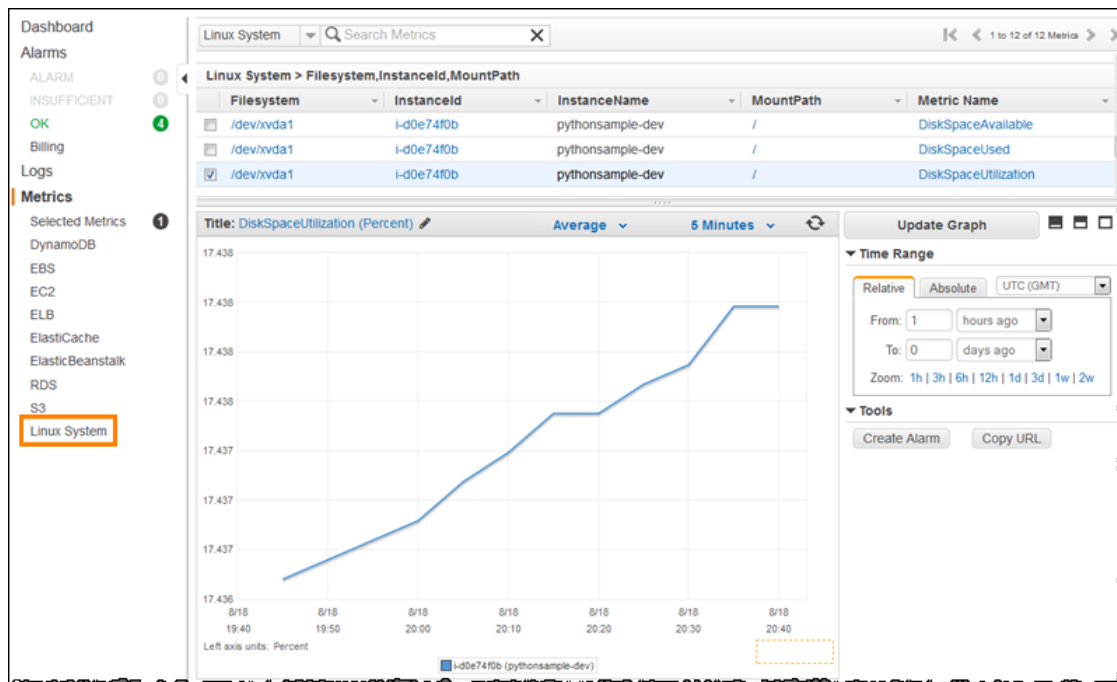 Dashboard
Alarms
ALARM 0
INSUFFICIENT 0
OK 4
Billing
Logs
Metrics
Selected Metrics 1
DynamoDB
EBS
EC2
ELB
ElastiCache
ElasticBeanstalk
RDS
S3
Linux System
Linux System Search Metrics X 1 to 12 of 12 Metrics
Linux System > Filesystem,InstanceId,MountPath
Filesystem InstanceId InstanceName MountPath Metric Name
/dev/xvda1 i-d0e74f0b pythonsample-dev / DiskSpaceAvailable
/dev/xvda1 i-d0e74f0b pythonsample-dev / DiskSpaceUsed
/dev/xvda1 i-d0e74f0b pythonsample-dev / DiskSpaceUtilization
Title: DiskSpaceUtilization (Percent) Average 5 Minutes
17.438
17.438
17.438
17.438
17.437
17.437
17.437
17.436
8/18 8/18 8/18 8/18 8/18 8/18 8/18
19:40 19:50 20:00 20:10 20:20 20:30 20:40
Left axis units: Percent
i-d0e74f0b (pythonsample-dev)
Update Graph
Time Range
Relative Absolute UTC (GMT)
From: 1 hours ago
To: 0 days ago
Zoom: 1h | 3h | 6h | 12h | 1d | 3d | 1w | 2w
Tools
Create Alarm Copy URL